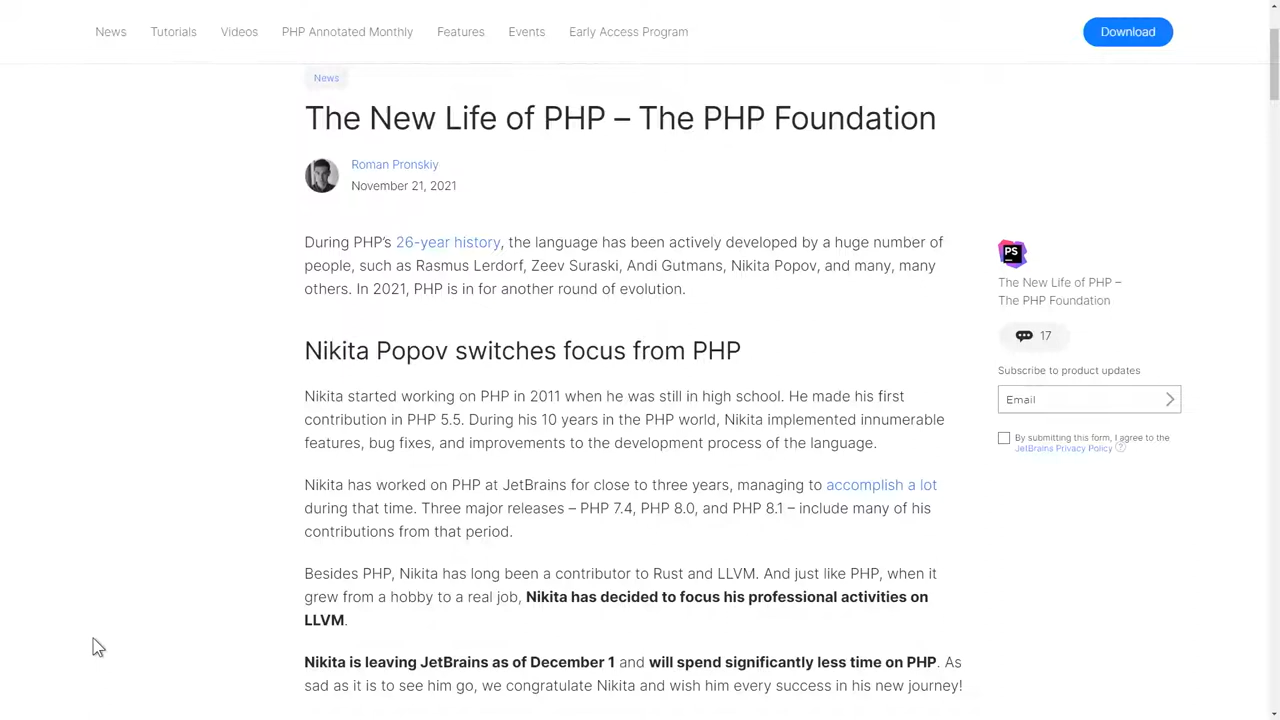 News Tutorials Videos PHP Annotated Monthly Features Events Early Access Program Download
News
The New Life of PHP – The PHP Foundation
Roman Pronskiy
November 21, 2021
During PHP's 26-year history, the language has been actively developed by a huge number of
people, such as Rasmus Lerdorf, Zeev Suraski, Andi Gutmans, Nikita Popov, and many, many
others. In 2021, PHP is in for another round of evolution.
Nikita Popov switches focus from PHP
Nikita started working on PHP in 2011 when he was still in high school. He made his first
contribution in PHP 5.5. During his 10 years in the PHP world, Nikita implemented innumerable
features, bug fixes, and improvements to the development process of the language.
Nikita has worked on PHP at JetBrains for close to three years, managing to accomplish a lot
during that time. Three major releases – PHP 7.4, PHP 8.0, and PHP 8.1 – include many of his
contributions from that period.
Besides PHP, Nikita has long been a contributor to Rust and LLVM. And just like PHP, when it
grew from a hobby to a real job, Nikita has decided to focus his professional activities on
LLVM.
Nikita is leaving JetBrains as of December 1 and will spend significantly less time on PHP. As
sad as it is to see him go, we congratulate Nikita and wish him every success in his new journey!
PS
The New Life of PHP –
The PHP Foundation
17
Subscribe to product updates
Email
By submitting this form, I agree to the
JetBrains Privacy Policy ?